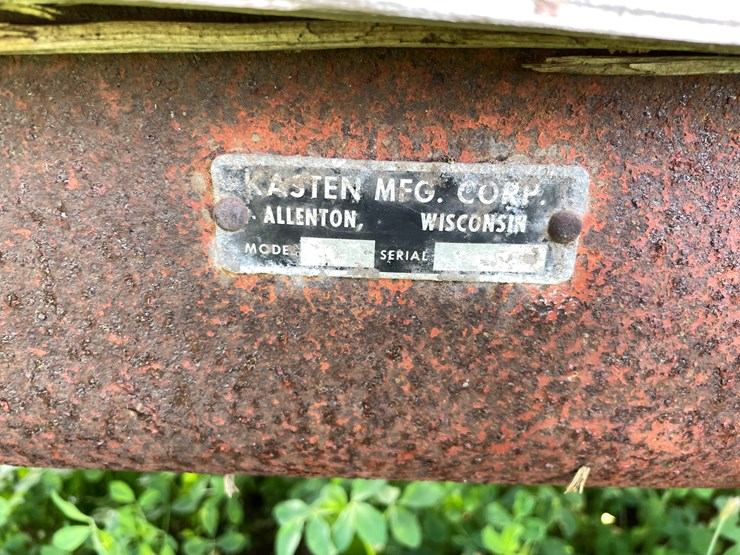 KASTEN MFG. CORP.
ALLENTON, WISCONSIN
MODEL SERIAL